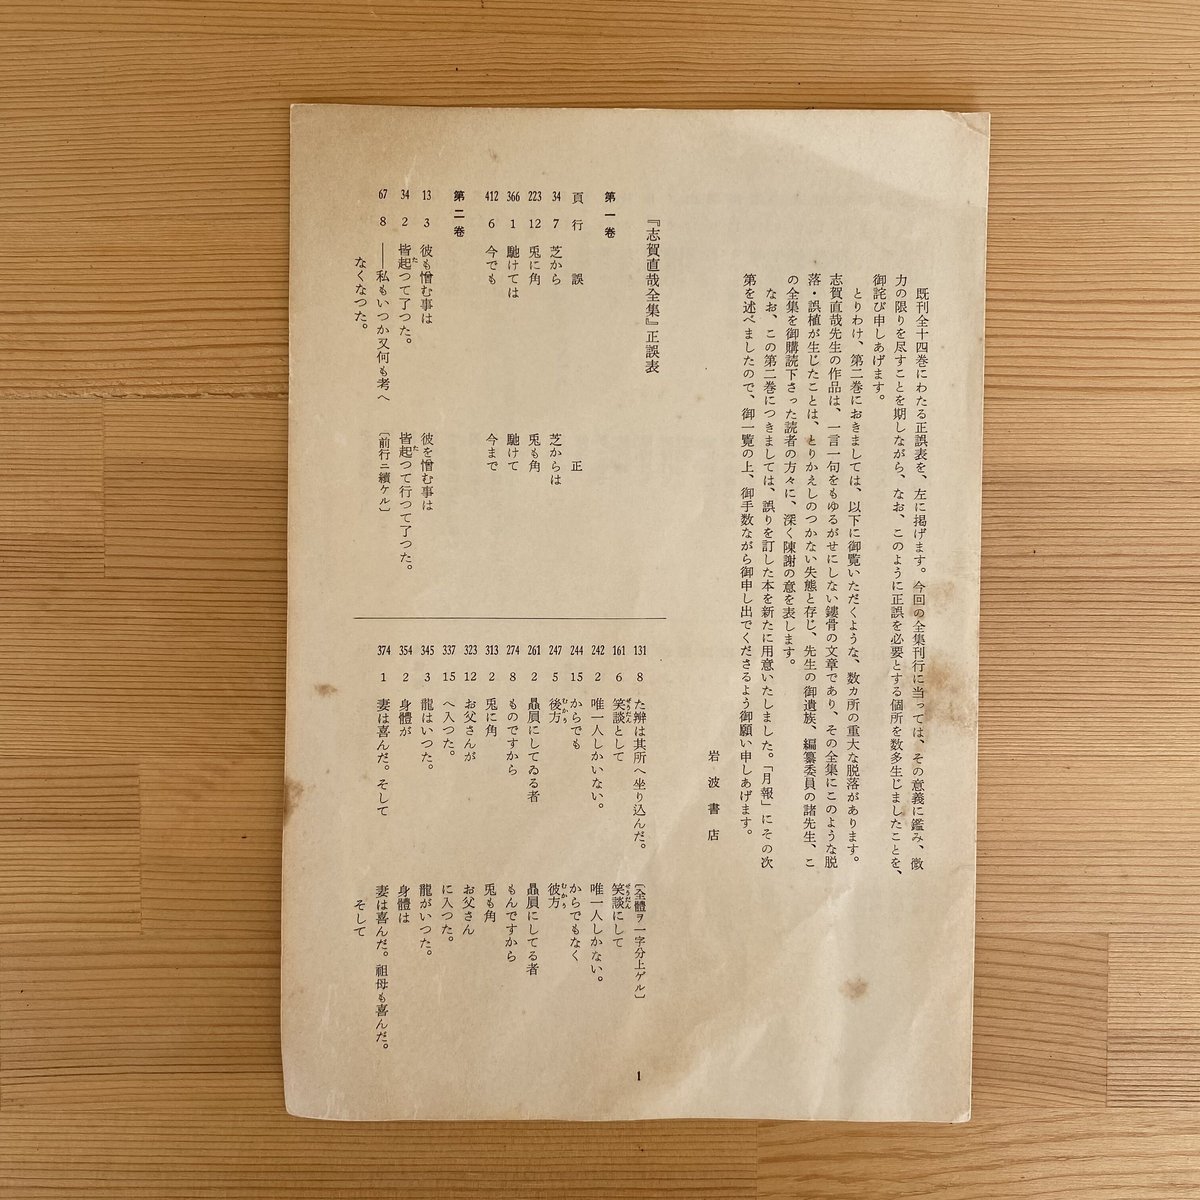 既刊全十四巻にわたる正誤表を、左に掲げます。今回の全集刊行に当っては、その意義に鑑み、微
力の限りを尽すことを期しながら、なお、このように正誤を必要とする個所を数多生じましたことを、
御詫び申しあげます。
とりわけ、第二巻におきましては、以下に御覧いただくような、数ヵ所の重大な脱落があります。
志賀直哉先生の作品は、一言一句をもゆるがせにしない鏤骨の文章であり、その全集にこのような脱
落・誤植が生じたことは、とりかえしのつかない失態と存じ、先生の御遺族、編纂委員の諸先生、こ
の全集を御購読下さった読者の方々に、深く陳謝の意を表します。
なお、この第二巻につきましては、誤りを訂した本を新たに用意いたしました。「月報」にその次
第を述べましたので、御一覧の上、御手数ながら御申し出でくださるよう御願い申しあげます。
岩波書店
『志賀直哉全集』正誤表
第一巻
頁 行 誤 正
34 7 芝から 芝からは
223 12 兎に角 兎も角
366 1 馳けては 馳けて
412 6 今でも 今まで
第二巻
13 3 彼も憎む事は 彼を憎む事は
34 2 皆起つて了つた。 皆起つて行つて了つた。
67 8 ――私もいつか又何も考へ 〔前行ニ續ケル〕
なくなつた。
131 8 た辨は其所へ坐り込んだ。 〔全體ヲ一字分上ゲル〕
161 6 笑談として 笑談にして
242 2 唯一人しかいない。 唯一人しかない。
244 15 からでも からでもなく
247 5 後方 彼方
261 2 贔屓にしてゐる者 贔屓にしてる者
274 8 ものですから もんですから
313 2 兎に角 兎も角
323 12 お父さんが お父さん
337 15 へ入つた。 に入つた。
345 3 龍はいつた。 龍がいつた。
354 2 身體が 身體は
374 1 妻は喜んだ。そして 妻は喜んだ。祖母も喜んだ。
そして
1